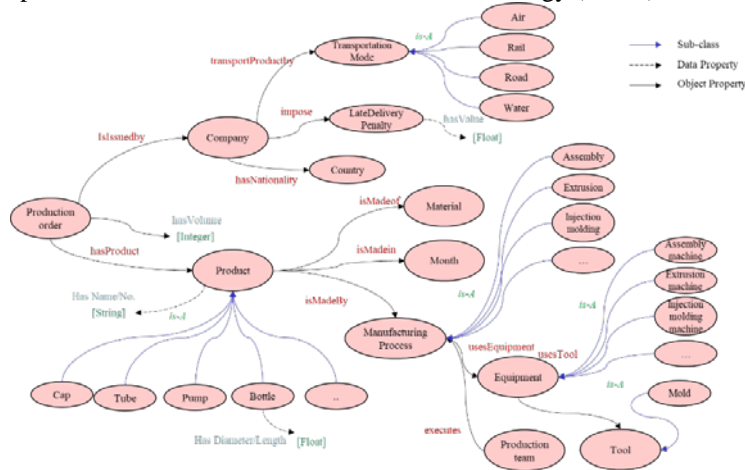 Air
is-A
Transportation
Mode
Rail
Sub-class
transportProductby
Data Property
Road
Object Property
Water
impose
LateDelivery
Penalty
hasValue
[Float]
IsIssuedby
Company
Country
hasNationality
Assembly
Extrusion
Injection
molding
...
Production
order
hasVolume
[Integer]
isMadeof
Material
hasProduct
Product
isMadein
Month
Assembly
machine
Extrusion
machine
Injection
molding
machine
...
Has Name/No.
[String]
is-A
isMadeBy
is-A
is-A
Manufacturing
Process
usesEquipment
usesTool
Equipment
is-A
Mold
Cap
Tube
Pump
Bottle
..
Has Diameter/Length
[Float]
executes
Production
team
Tool